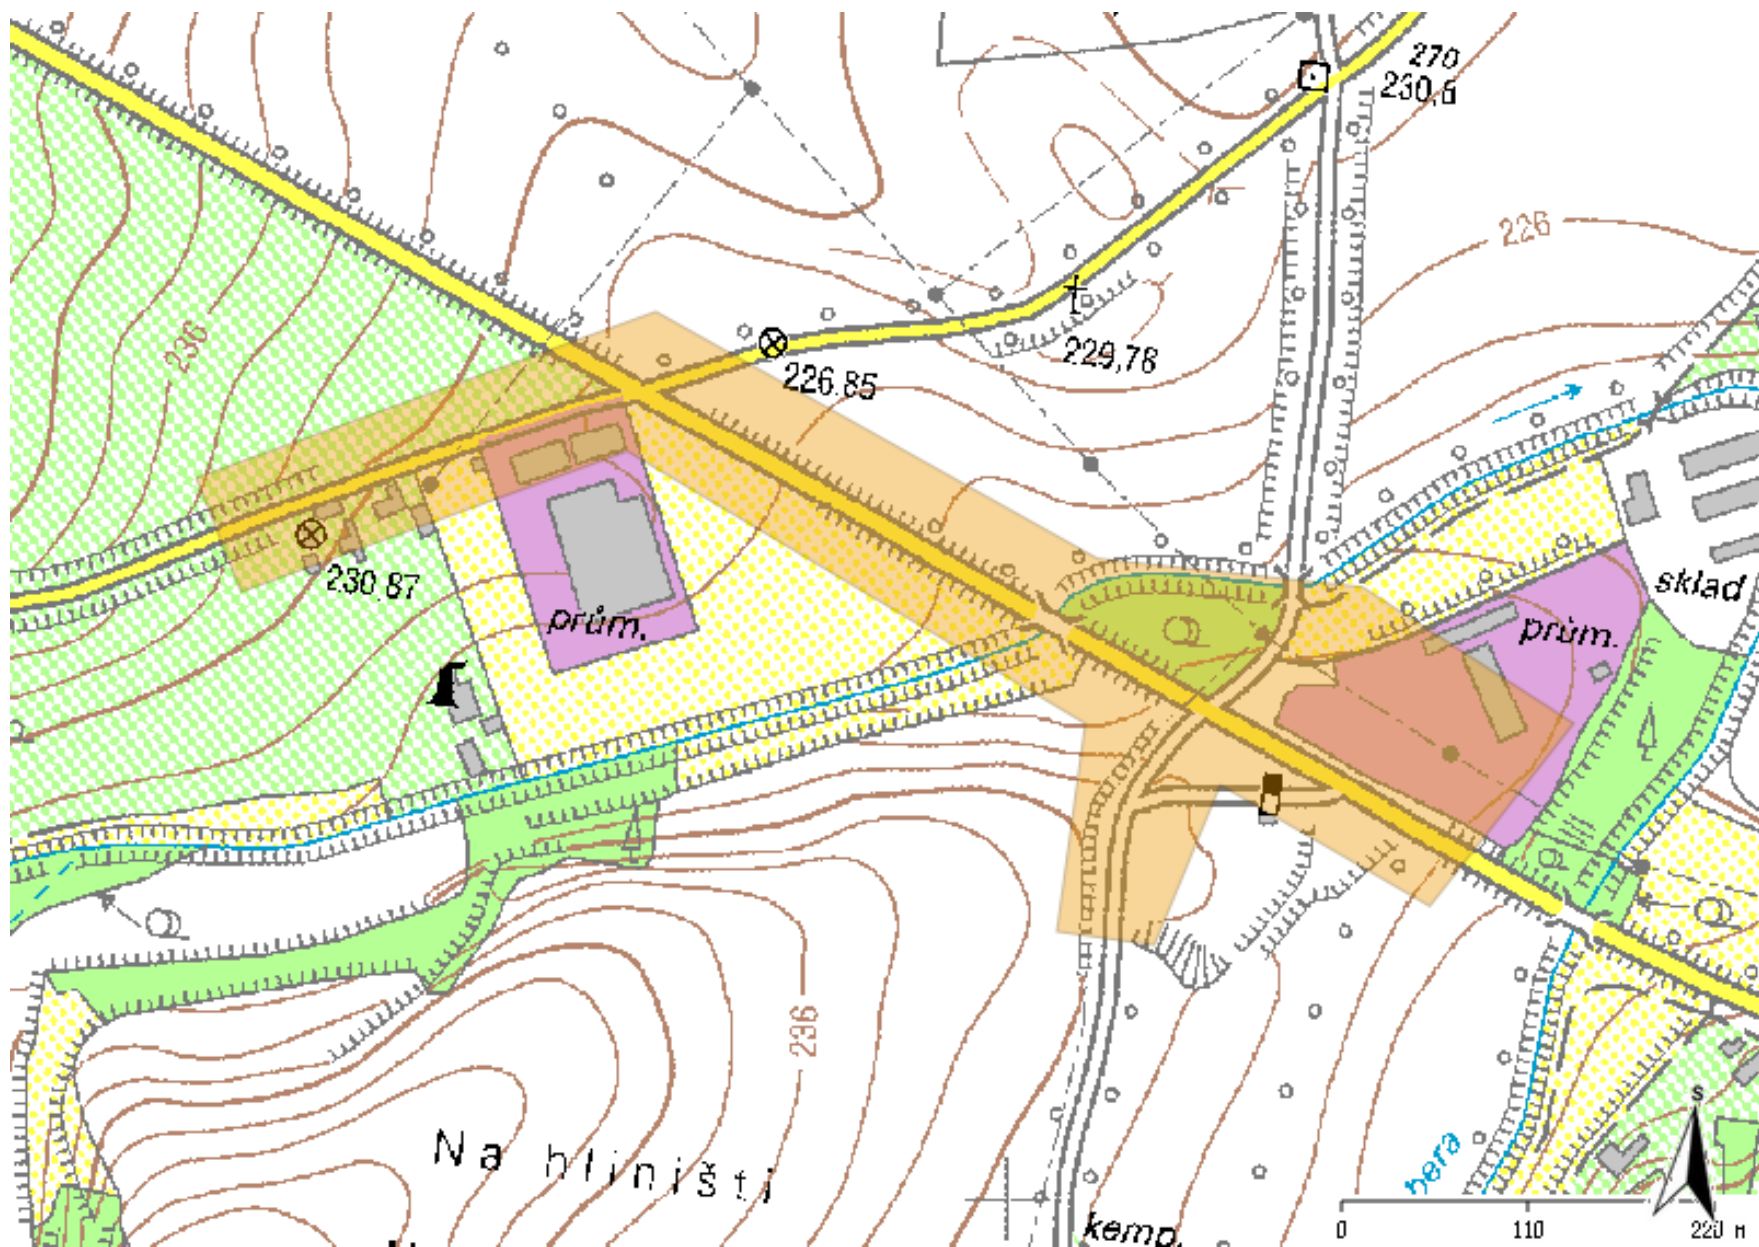 270
230,6
226
236
229,78
226.85
230.87
sklad
prům.
prům.
236
Na hliništi
bera
kemp.
S
0 110 220 M